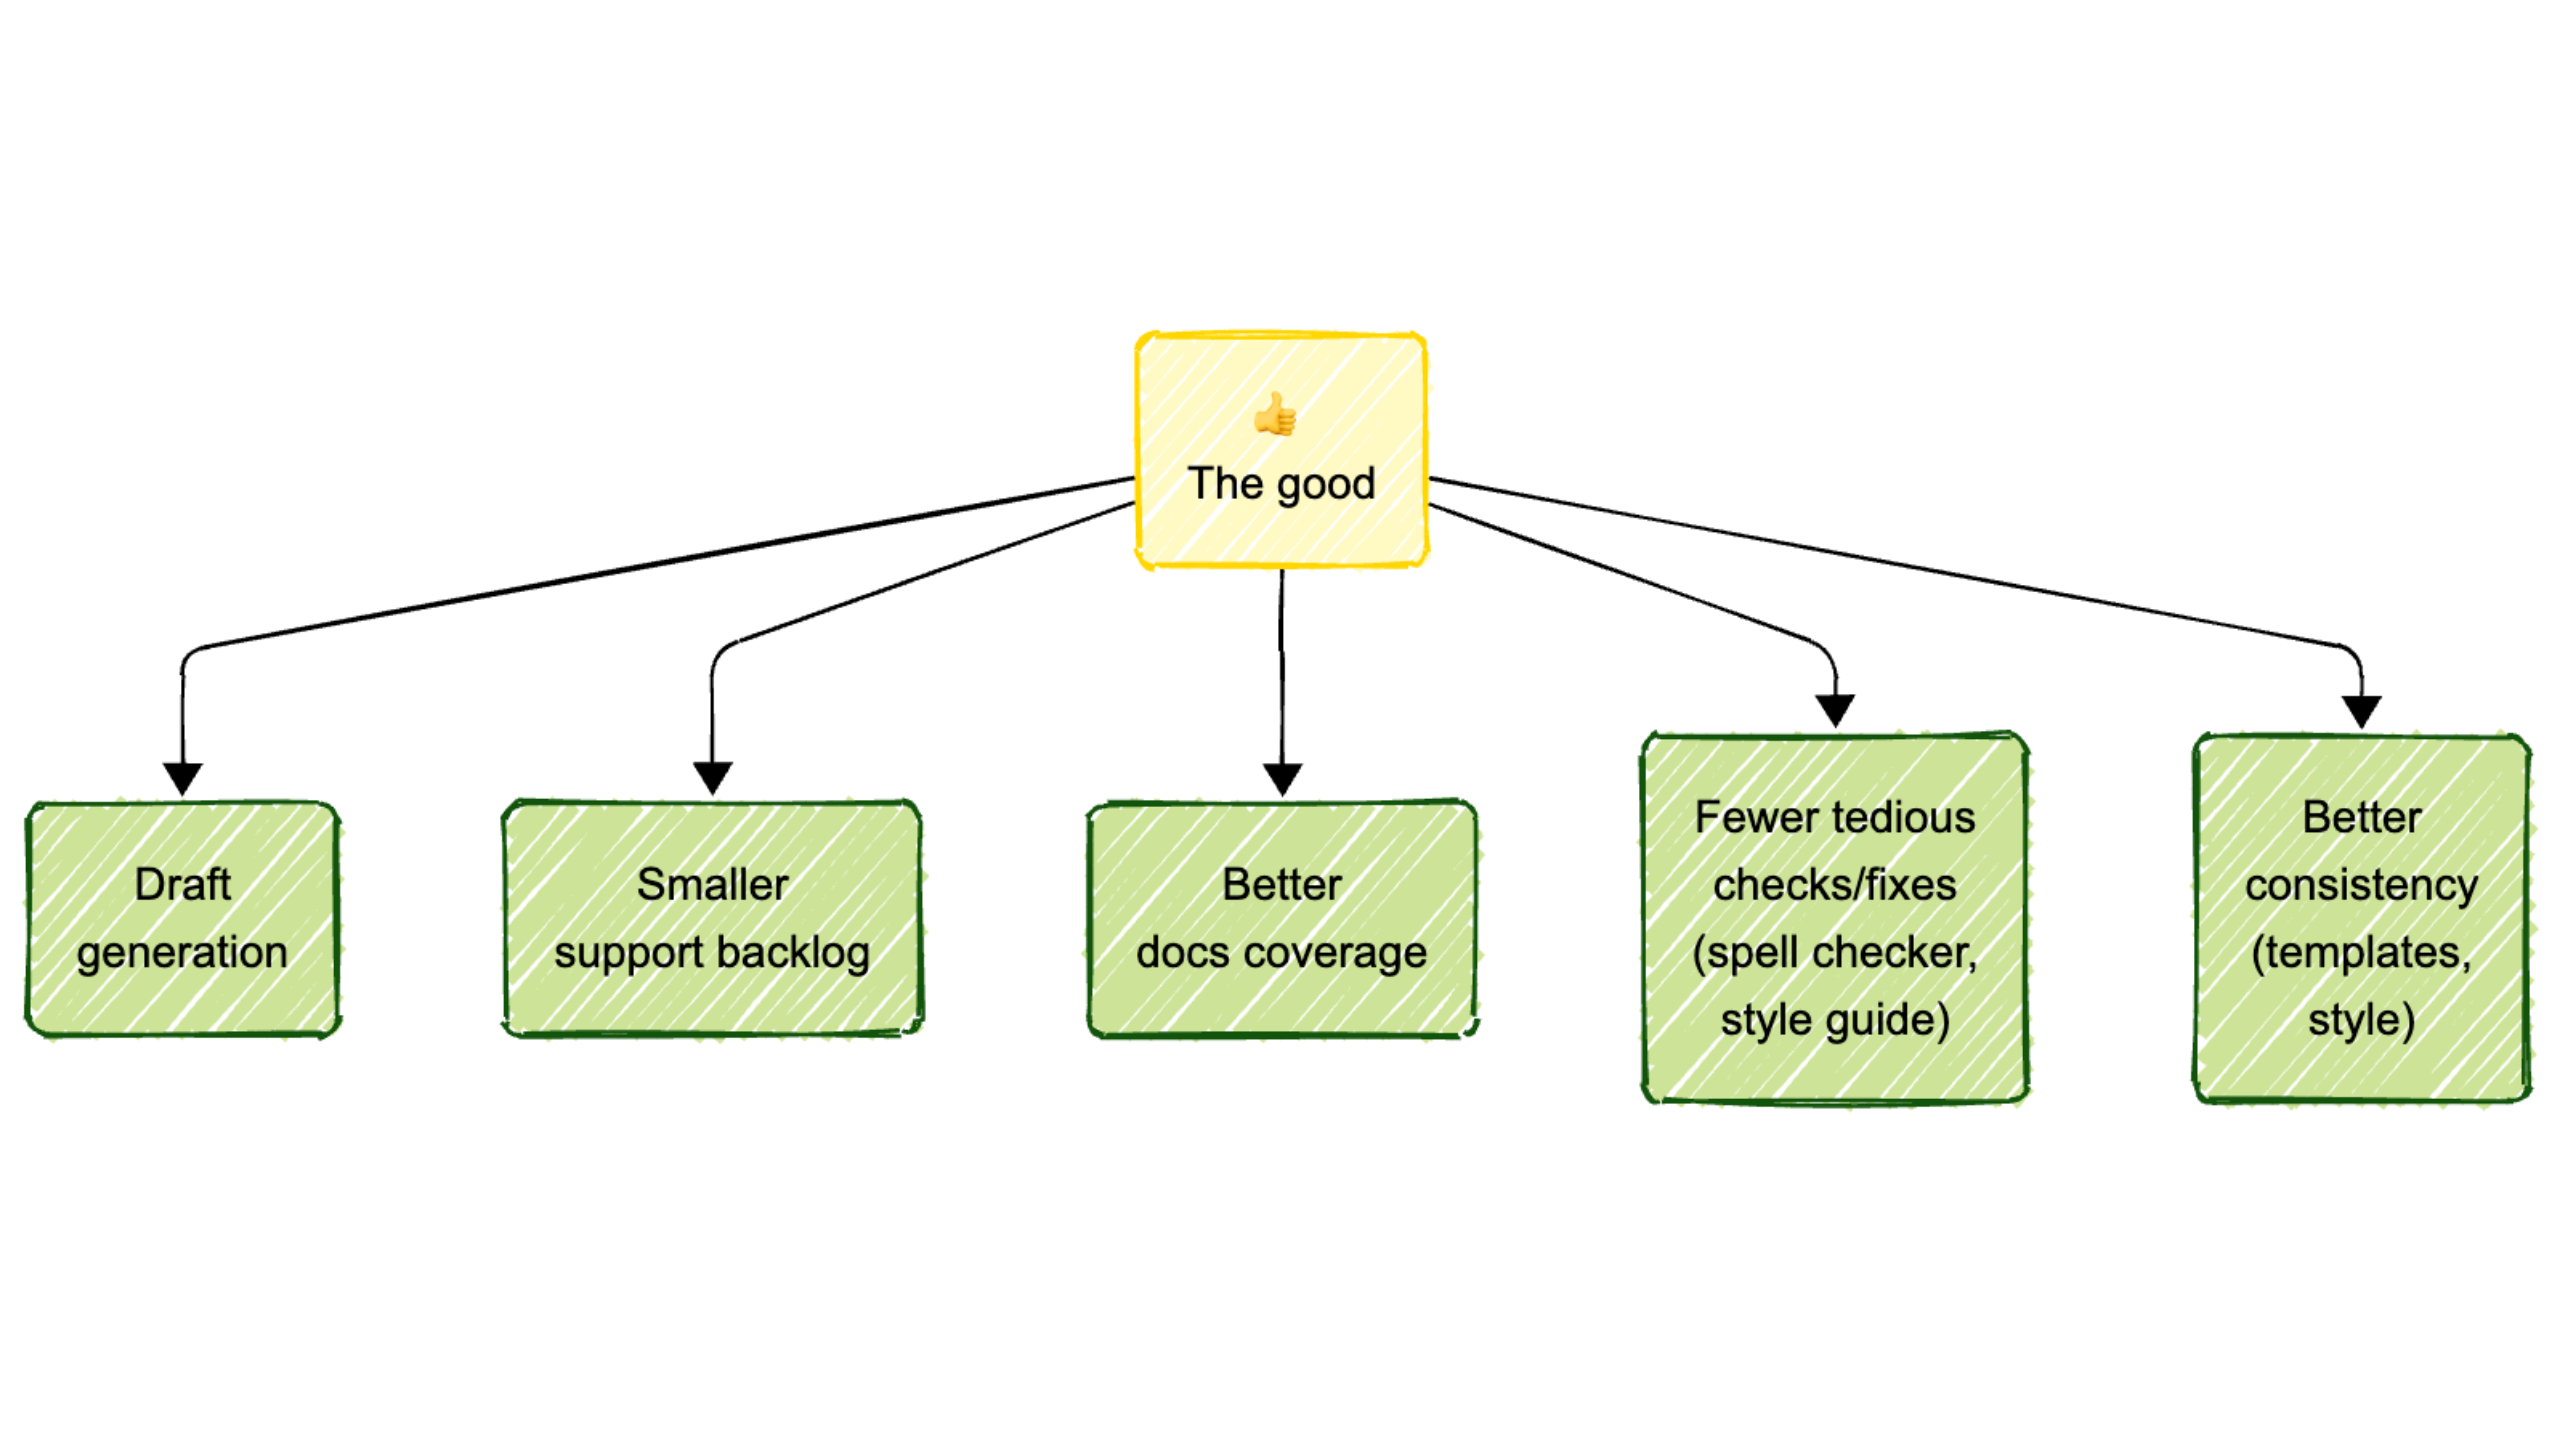 👍
The good
Draft
generation
Smaller
support backlog
Better
docs coverage
Fewer tedious
checks/fixes
(spell checker,
style guide)
Better
consistency
(templates,
style)